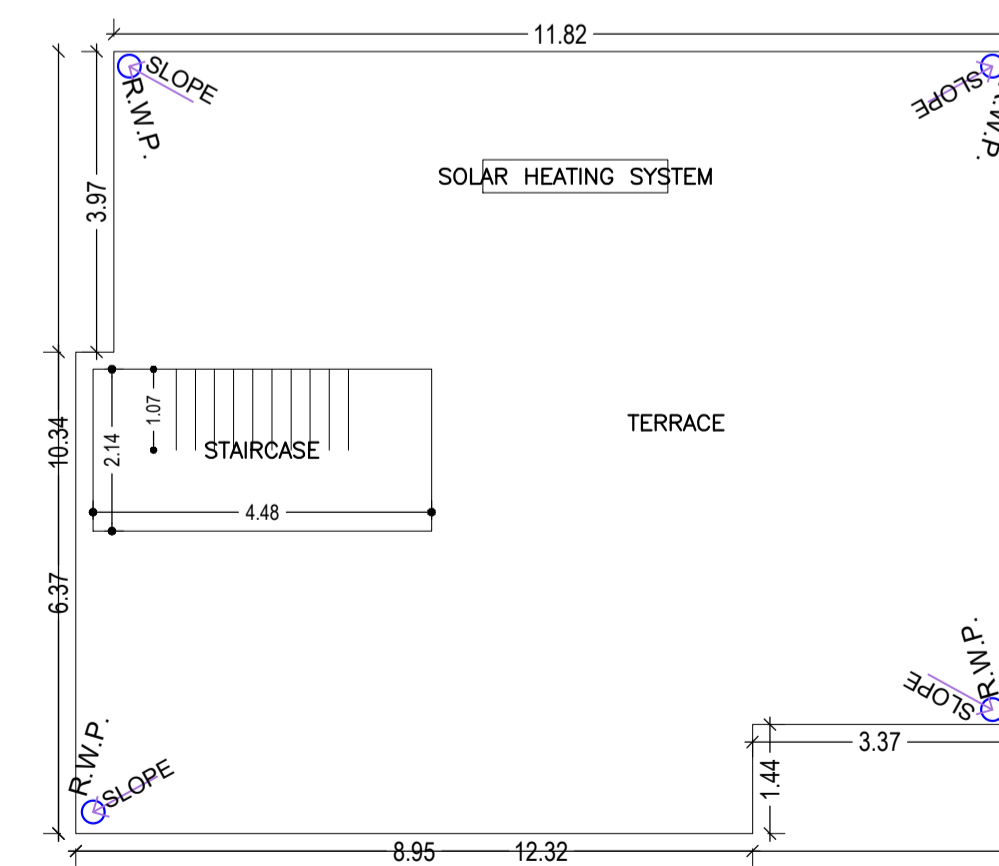 11.82
SLOPE
R.W.P.
SLOPE
R.W.P.
SOLAR HEATING SYSTEM
3.97
TERRACE
1.07
2.14
STAIRCASE
10.34
4.48
6.37
R.W.P.
SLOPE
R.W.P.
SLOPE
3.37
1.44
8.95
12.32